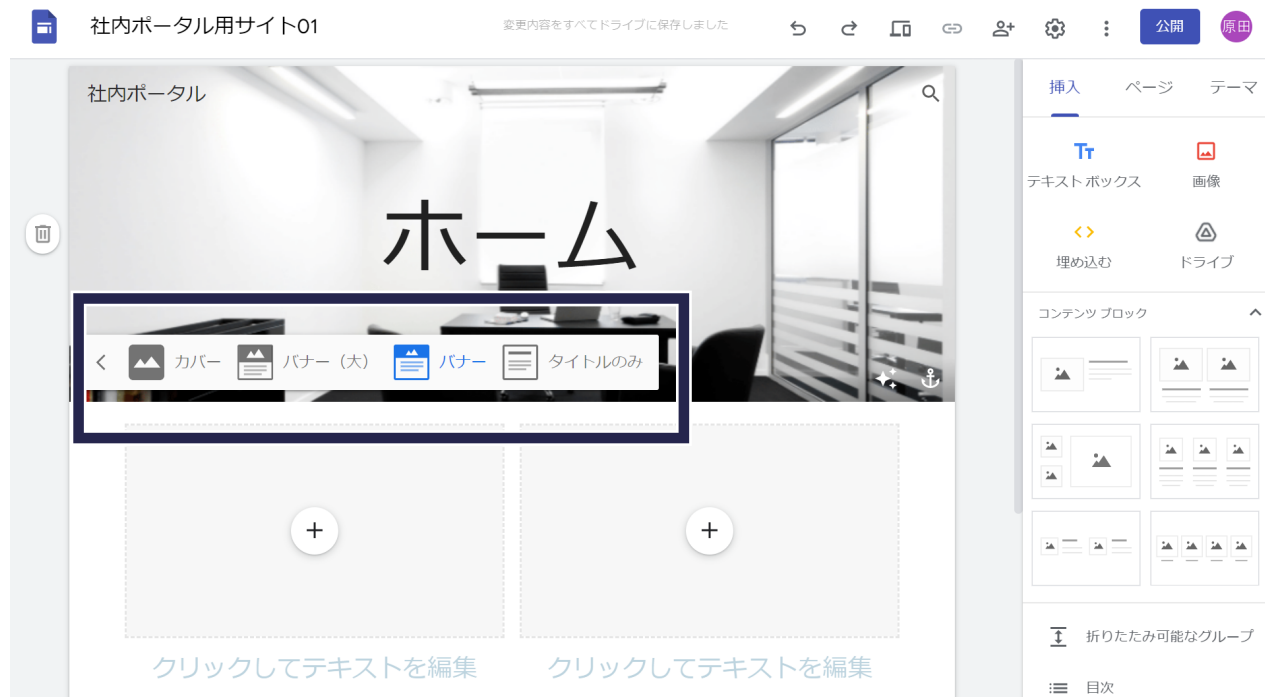 社内ポータル用サイト01
変更内容をすべてドライブに保存しました
公開
原田
社内ポータル
ホーム
カバー
バナー（大）
バナー
タイトルのみ
クリックしてテキストを編集
クリックしてテキストを編集
挿入
ページ
テーマ
Tт
テキスト ボックス
画像
埋め込む
ドライブ
コンテンツ ブロック
折りたたみ可能なグループ
目次